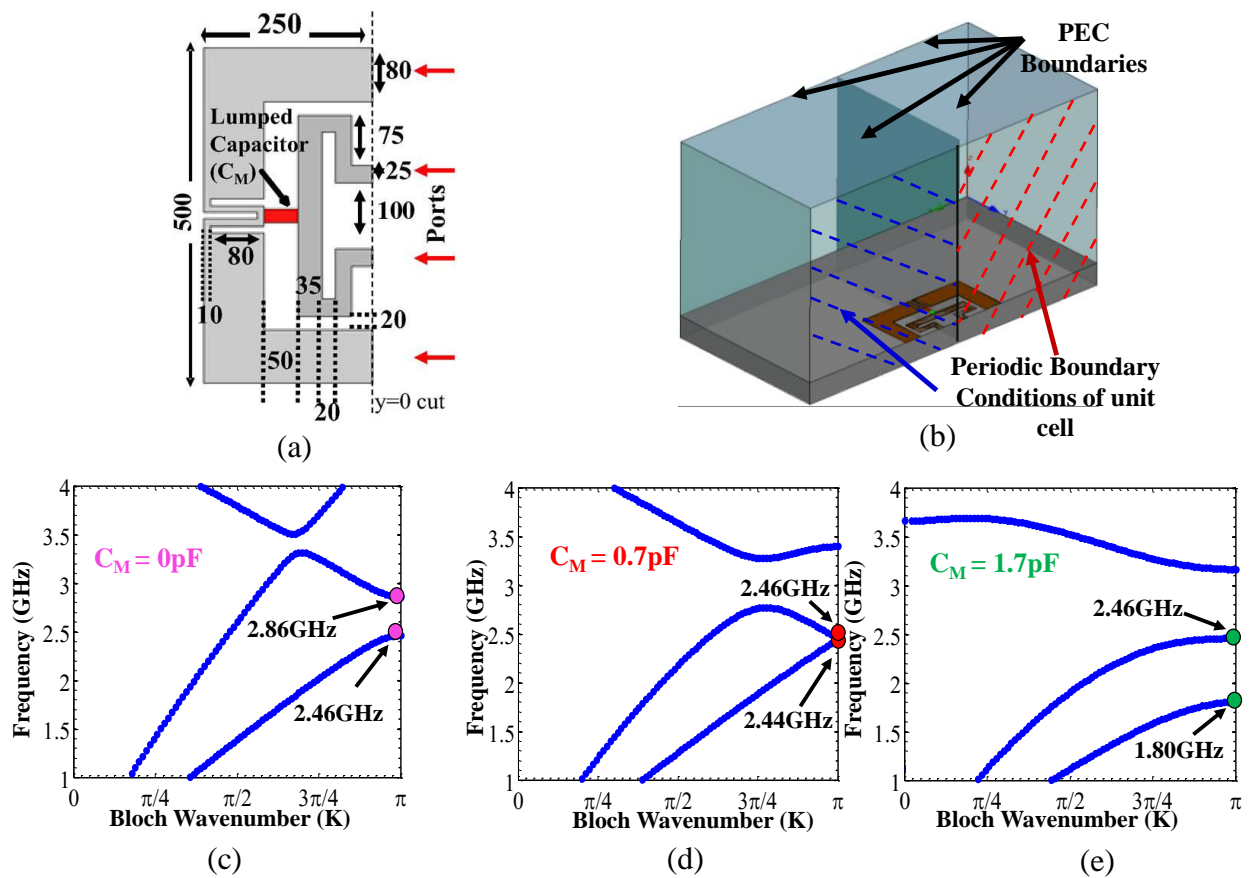 250
500
80
Lumped
Capacitor
(C_M)
75
25
100
Ports
80
35
10
20
50
20
y=0 cut
(a)
PEC
Boundaries
Periodic Boundary
Conditions of unit
cell
(b)
Frequency (GHz)
4
3.5
3
2.5
2
1.5
1
C_M = 0pF
2.86GHz
2.46GHz
0 π/4 π/2 3π/4 π
Bloch Wavenumber (K)
(c)
Frequency (GHz)
4
3.5
3
2.5
2
1.5
1
C_M = 0.7pF
2.46GHz
2.44GHz
0 π/4 π/2 3π/4 π
Bloch Wavenumber (K)
(d)
Frequency (GHz)
4
3.5
3
2.5
2
1.5
1
C_M = 1.7pF
2.46GHz
1.80GHz
0 π/4 π/2 3π/4 π
Bloch Wavenumber (K)
(e)